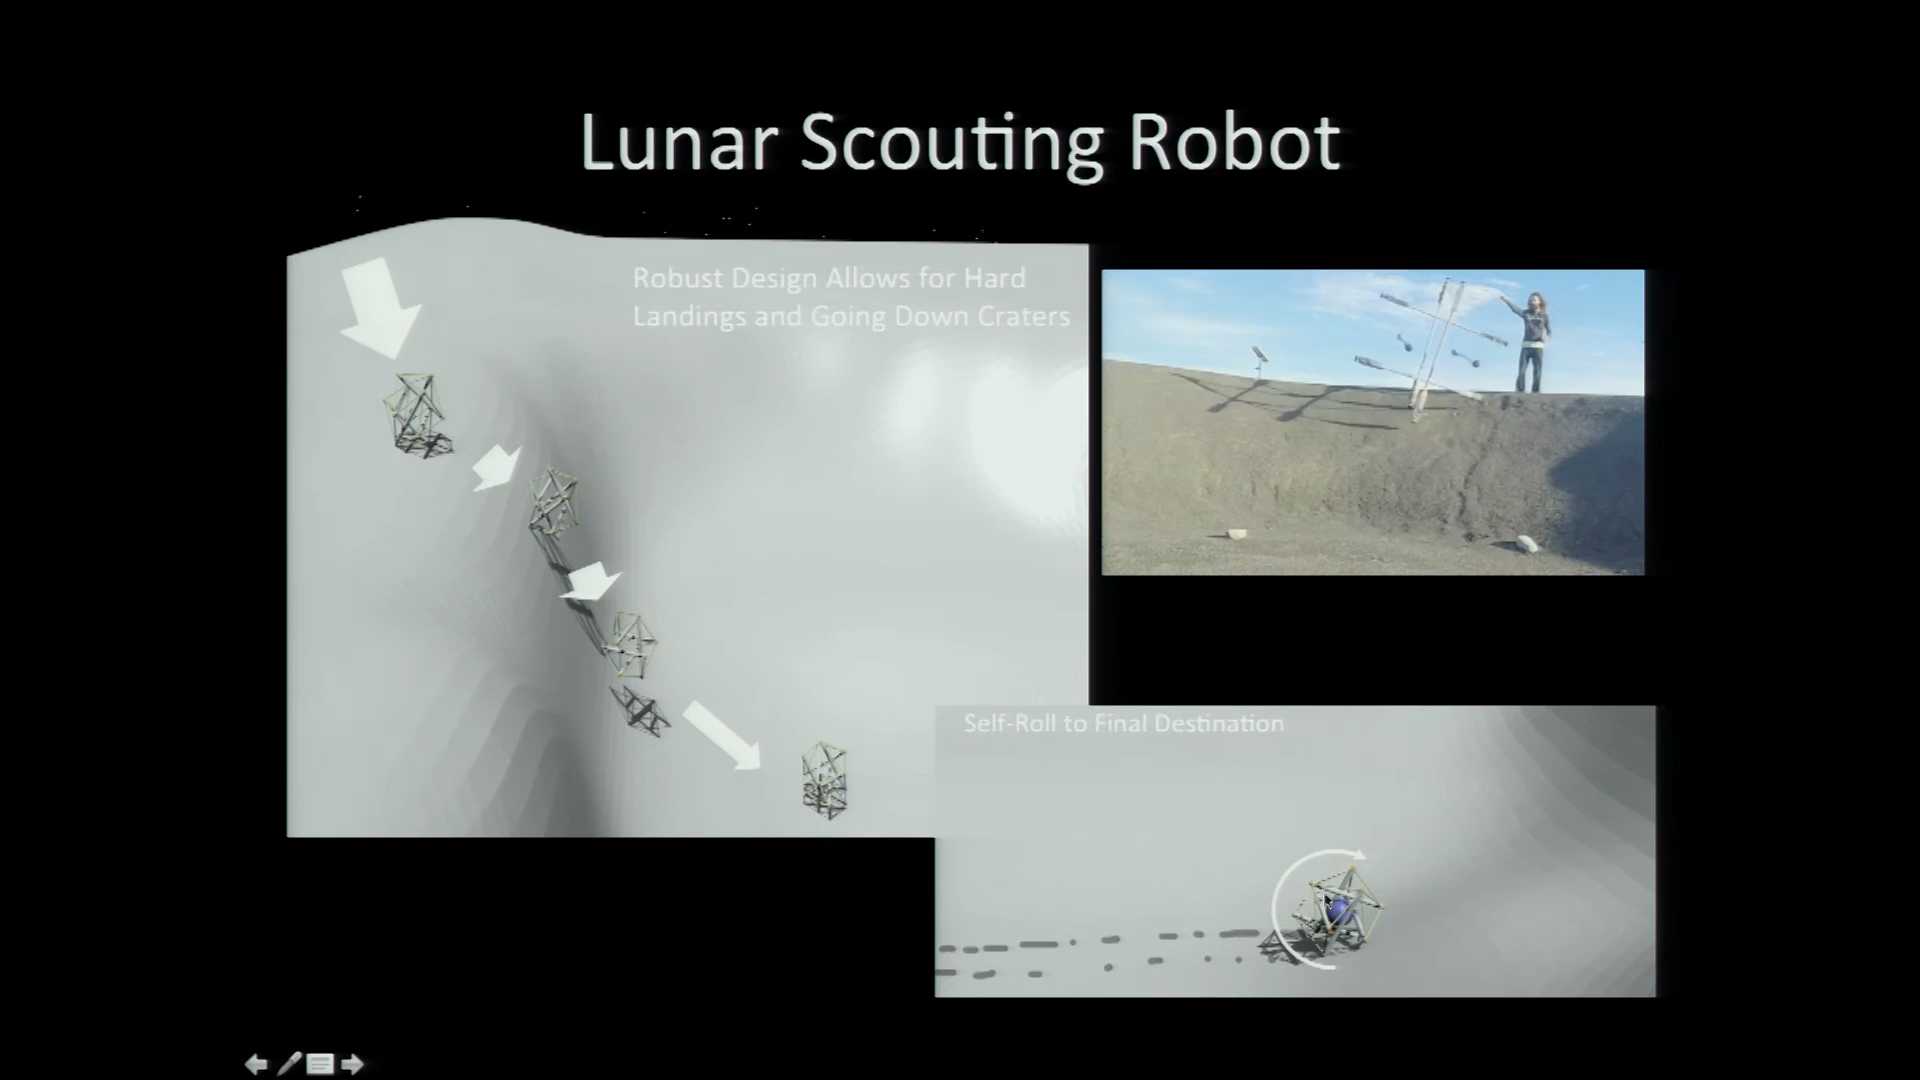 Lunar Scouting Robot
Robust Design Allows for Hard
Landings and Going Down Craters
Self-Roll to Final Destination